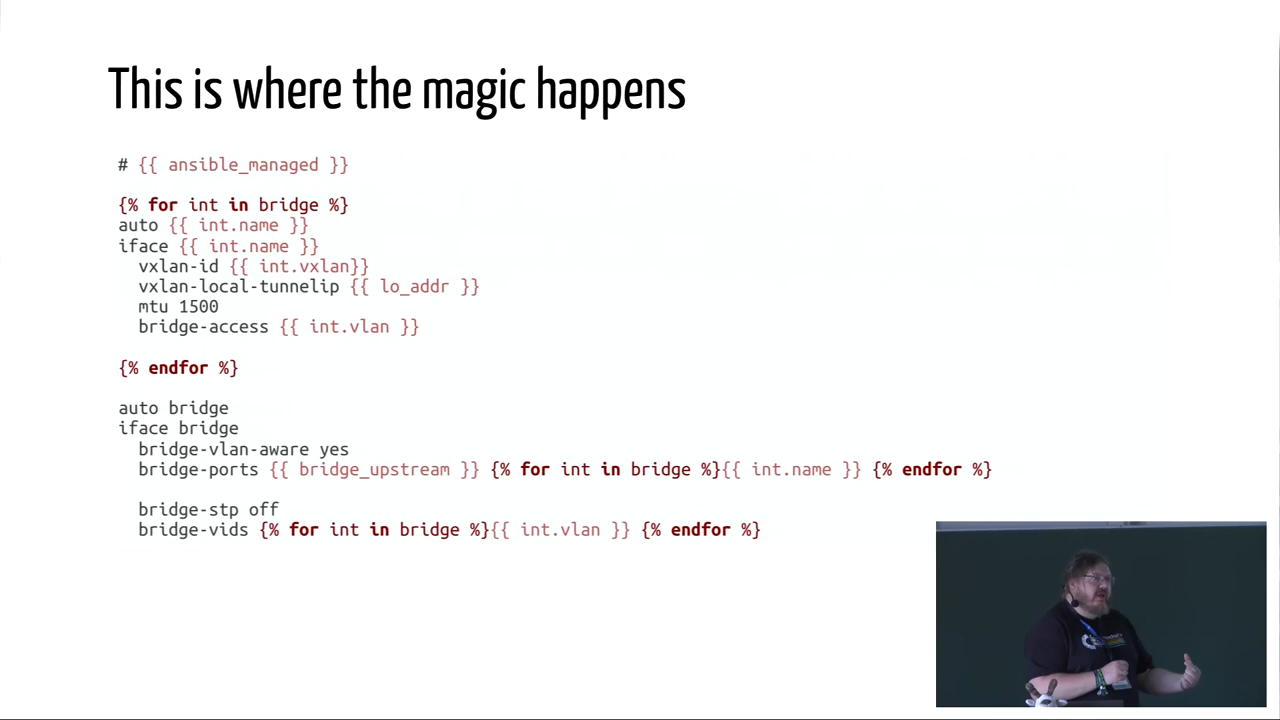 This is where the magic happens
# {{ ansible_managed }}
{% for int in bridge %}
auto {{ int.name }}
iface {{ int.name }}
vxlan-id {{ int.vxlan}}
vxlan-local-tunnelip {{ lo_addr }}
mtu 1500
bridge-access {{ int.vlan }}
{% endfor %}
auto bridge
iface bridge
bridge-vlan-aware yes
bridge-ports {{ bridge_upstream }} {% for int in bridge %}{{ int.name }} {% endfor %}
bridge-stp off
bridge-vids {% for int in bridge %}{{ int.vlan }} {% endfor %}